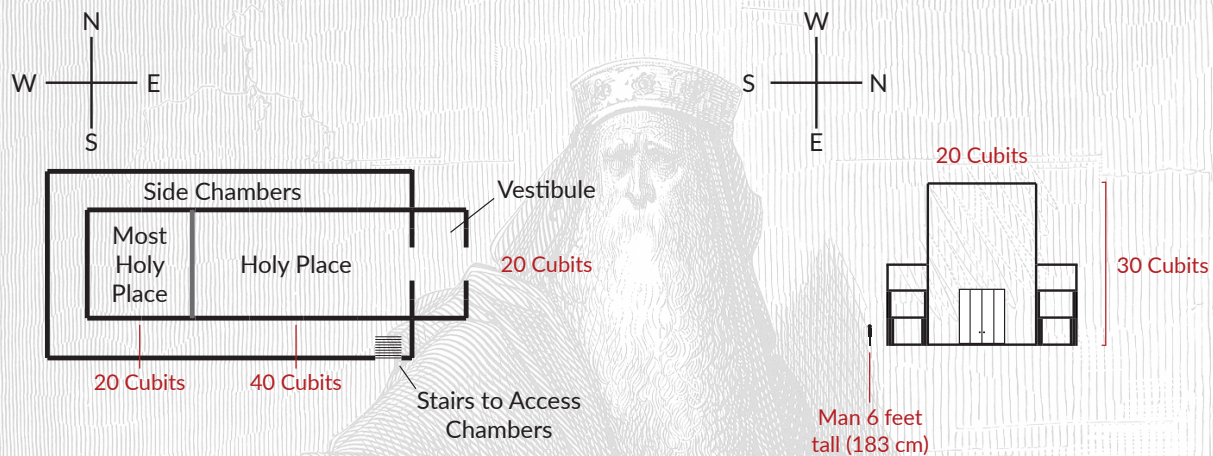 N
W
E
S
Side Chambers
Vestibule
Most
Holy
Place
Holy Place
20 Cubits
20 Cubits
40 Cubits
Stairs to Access
Chambers
W
S
N
E
20 Cubits
30 Cubits
Man 6 feet
tall (183 cm)